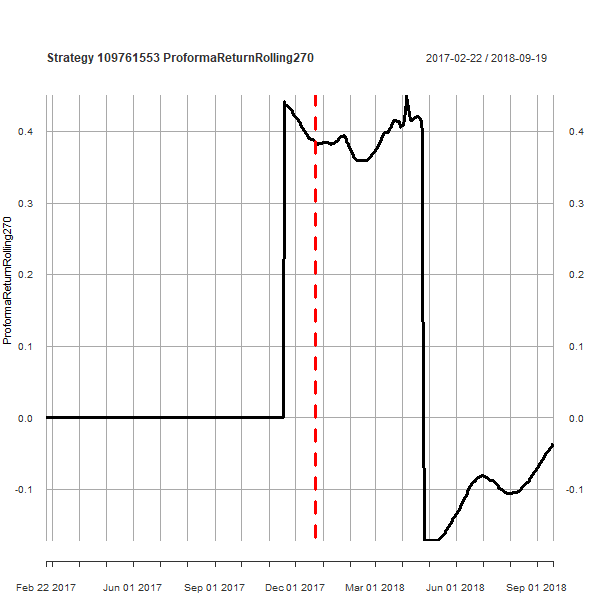 Strategy 109761553 ProformaReturnRolling270 2017-02-22 / 2018-09-19
ProformaReturnRolling270
0.4 0.4
0.3 0.3
0.2 0.2
0.1 0.1
0.0 0.0
-0.1 -0.1
Feb 22 2017 Jun 01 2017 Sep 01 2017 Dec 01 2017 Mar 01 2018 Jun 01 2018 Sep 01 2018